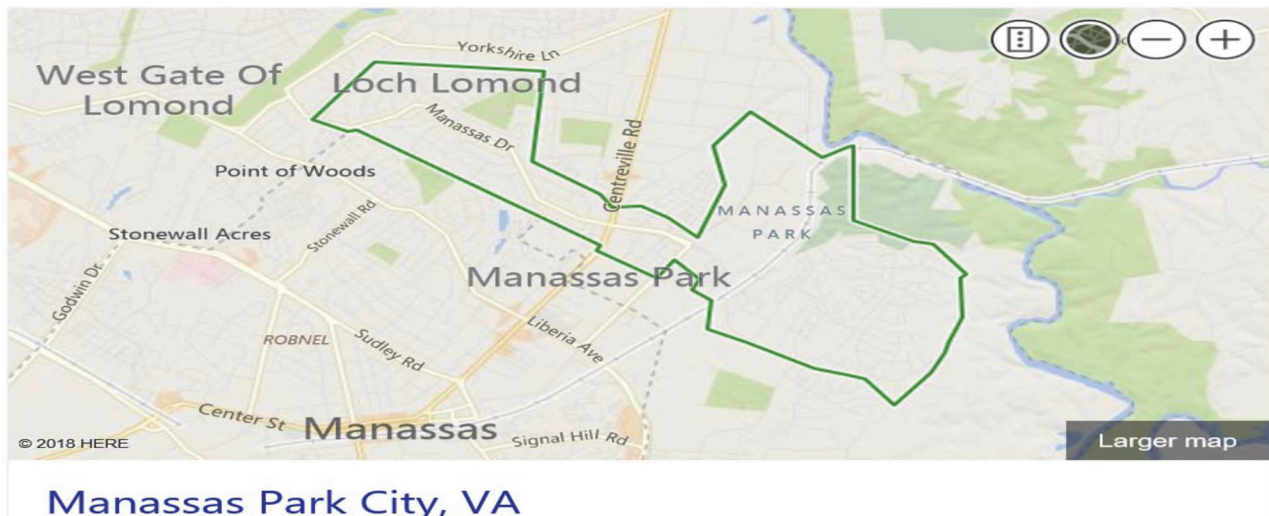 Yorkshire Ln
West Gate Of
Lomond
Loch Lomond
Manassas Dr
Centreville Rd
Point of Woods
MANASSAS
PARK
Stonewall Rd
Stonewall Acres
Manassas Park
Godwin Dr
Liberia Ave
ROBNEL
Sudley Rd
Center St
Manassas
Signal Hill Rd
© 2018 HERE
Larger map
Manassas Park City, VA